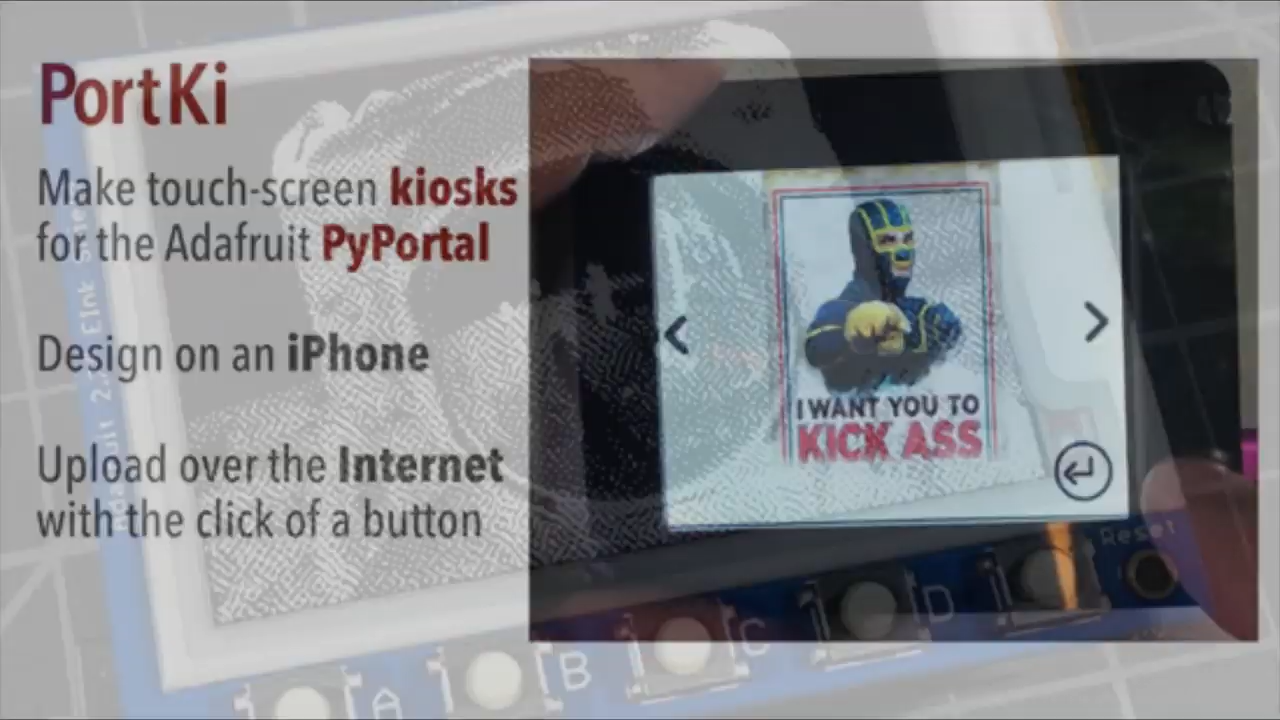 PortKi
Make touch-screen kiosks
for the Adafruit PyPortal
Design on an iPhone
Upload over the Internet
with the click of a button
I WANT YOU TO
KICK ASS
Reset
A
B
C
D